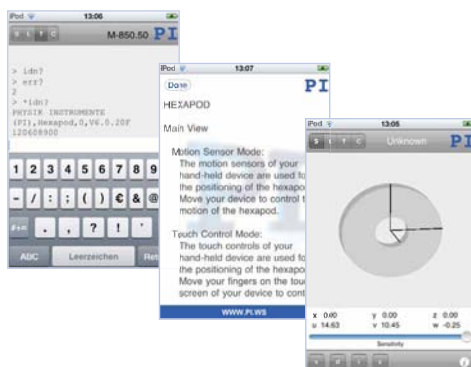 iPod 13:06
S L T C M-850.50 PI
> idn?
> err?
2
> *idn?
PHYSIK INSTRUMENTE
(PI),Hexapod,0,V6.0.20F
120608900
1 2 3 4 5 6 7 8 9
- / : ; ( ) € & @
#+= . , ? ! '
ABC Leerzeichen Ret
iPod 13:07
Done PI
HEXAPOD
Main View
Motion Sensor Mode:
The motion sensors of your
hand-held device are used fo
the positioning of the hexapo
Move your device to control t
motion of the hexapod.
Touch Control Mode:
The touch controls of your
hand-held device are used fo
the positioning of the hexapo
Move your fingers on the tou
screen of your device to cont
WWW.PI.WS
iPod 13:05
S L T C Unknown PI
x 0.00 y 0.00 z 0.00
u 14.63 v 10.45 w -0.25
Sensitivity